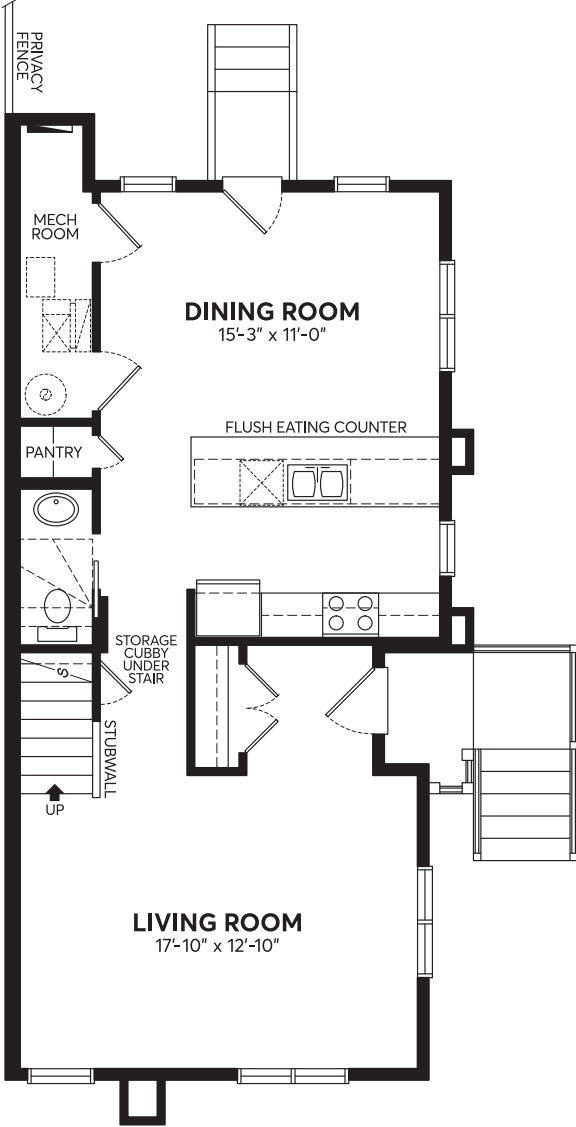 PRIVACY
FENCE
MECH
ROOM
DINING ROOM
15'-3" x 11'-0"
FLUSH EATING COUNTER
PANTRY
STORAGE
CUBBY
UNDER
STAIR
S
STUBWALL
UP
LIVING ROOM
17'-10" x 12'-10"